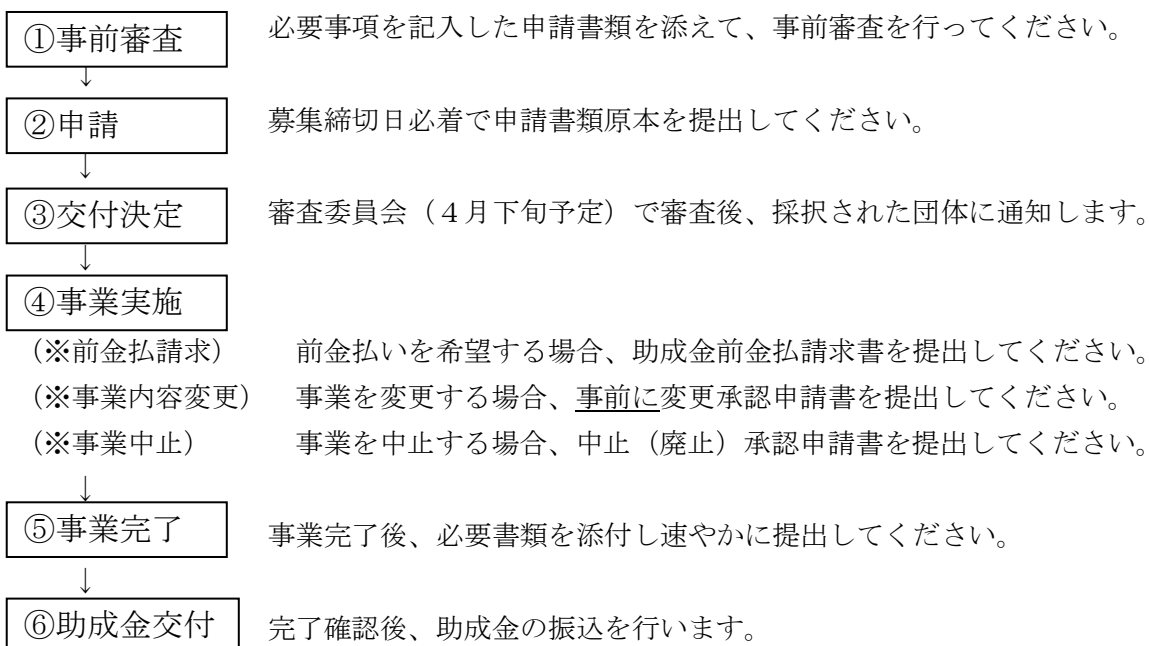 ①事前審査 必要事項を記入した申請書類を添えて、事前審査を行ってください。
↓
②申請 募集締切日必着で申請書類原本を提出してください。
↓
③交付決定 審査委員会（４月下旬予定）で審査後、採択された団体に通知します。
↓
④事業実施
（※前金払請求） 前金払いを希望する場合、助成金前金払請求書を提出してください。
（※事業内容変更） 事業を変更する場合、事前に変更承認申請書を提出してください。
（※事業中止） 事業を中止する場合、中止（廃止）承認申請書を提出してください。
↓
⑤事業完了 事業完了後、必要書類を添付し速やかに提出してください。
↓
⑥助成金交付 完了確認後、助成金の振込を行います。